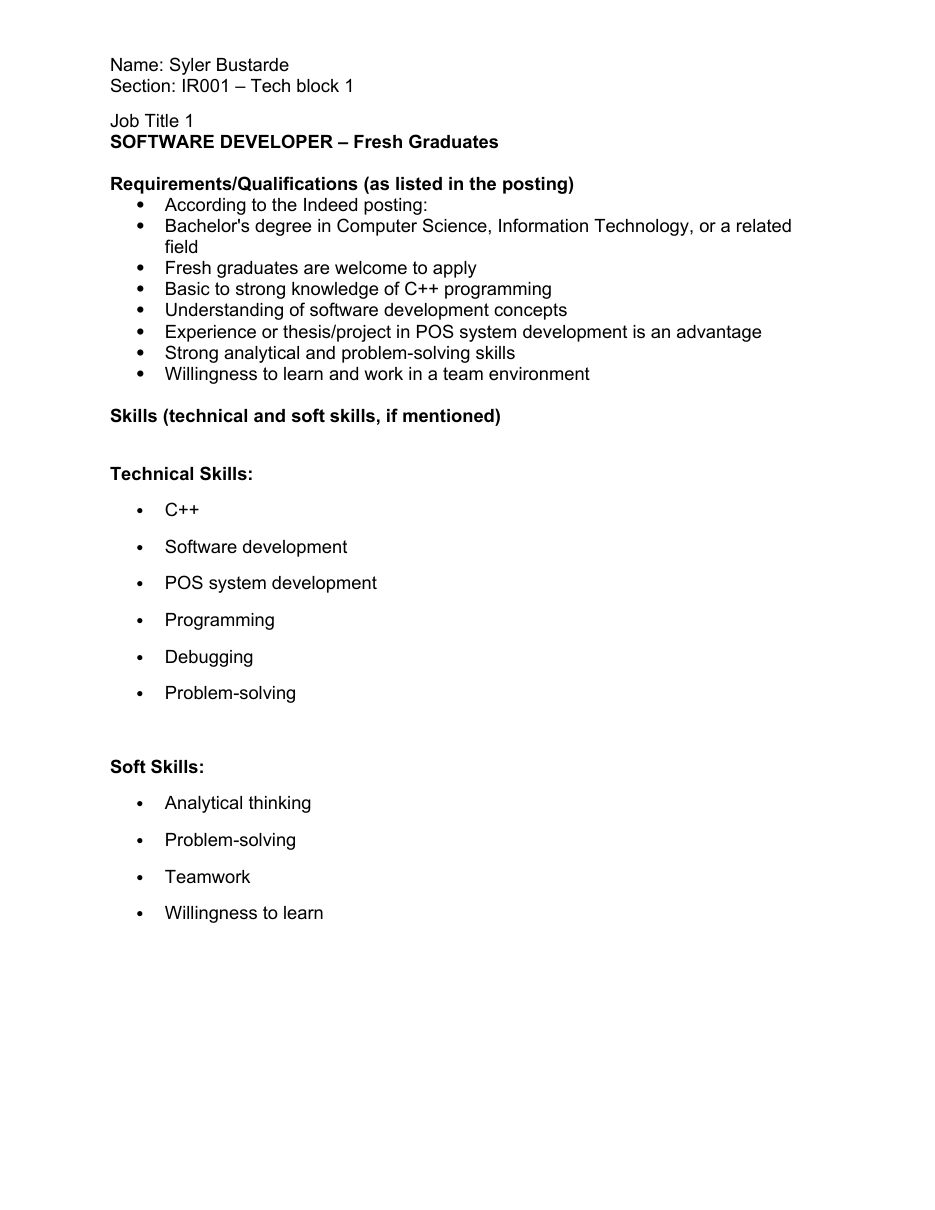 Name: Syler Bustarde
Section: IR001 – Tech block 1
Job Title 1
SOFTWARE DEVELOPER – Fresh Graduates
Requirements/Qualifications (as listed in the posting)
• According to the Indeed posting:
• Bachelor's degree in Computer Science, Information Technology, or a related
field
• Fresh graduates are welcome to apply
• Basic to strong knowledge of C++ programming
• Understanding of software development concepts
• Experience or thesis/project in POS system development is an advantage
• Strong analytical and problem-solving skills
• Willingness to learn and work in a team environment
Skills (technical and soft skills, if mentioned)
Technical Skills:
• C++
• Software development
• POS system development
• Programming
• Debugging
• Problem-solving
Soft Skills:
• Analytical thinking
• Problem-solving
• Teamwork
• Willingness to learn